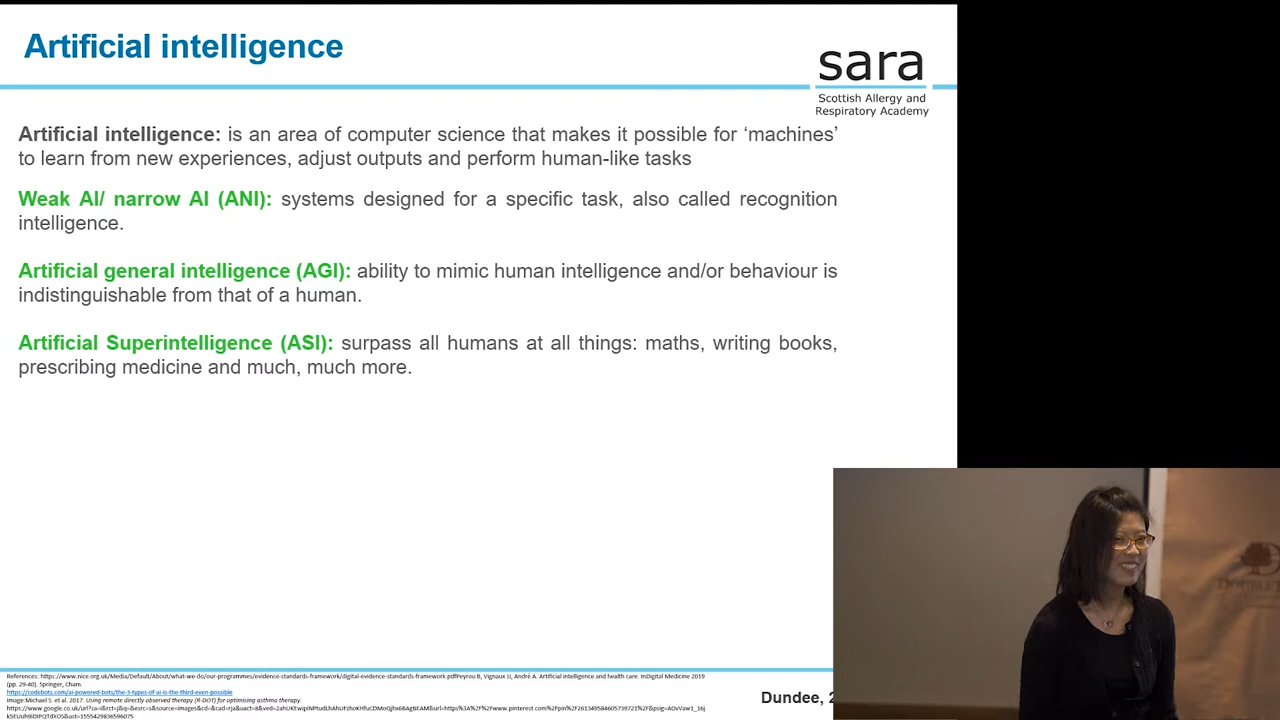 Artificial intelligence
sara
Scottish Allergy and
Respiratory Academy
Artificial intelligence: is an area of computer science that makes it possible for ‘machines’
to learn from new experiences, adjust outputs and perform human-like tasks
Weak AI/ narrow AI (ANI): systems designed for a specific task, also called recognition
intelligence.
Artificial general intelligence (AGI): ability to mimic human intelligence and/or behaviour is
indistinguishable from that of a human.
Artificial Superintelligence (ASI): surpass all humans at all things: maths, writing books,
prescribing medicine and much, much more.
References: https://www.nice.org.uk/Media/Default/About/what-we-do/our-programmes/evidence-standards-framework/digital-evidence-standards-framework.pdfPeyrou B, Vignaux JJ, André A. Artificial intelligence and health care. InDigital Medicine 2019
(pp. 29-40). Springer, Cham.
https://codebots.com/ai-powered-bots/the-3-types-of-ai-is-the-third-even-possible
Image:Michael S. et al. 2017. Using remote directly observed therapy (R-DOT) for optimising asthma therapy.
Dundee,